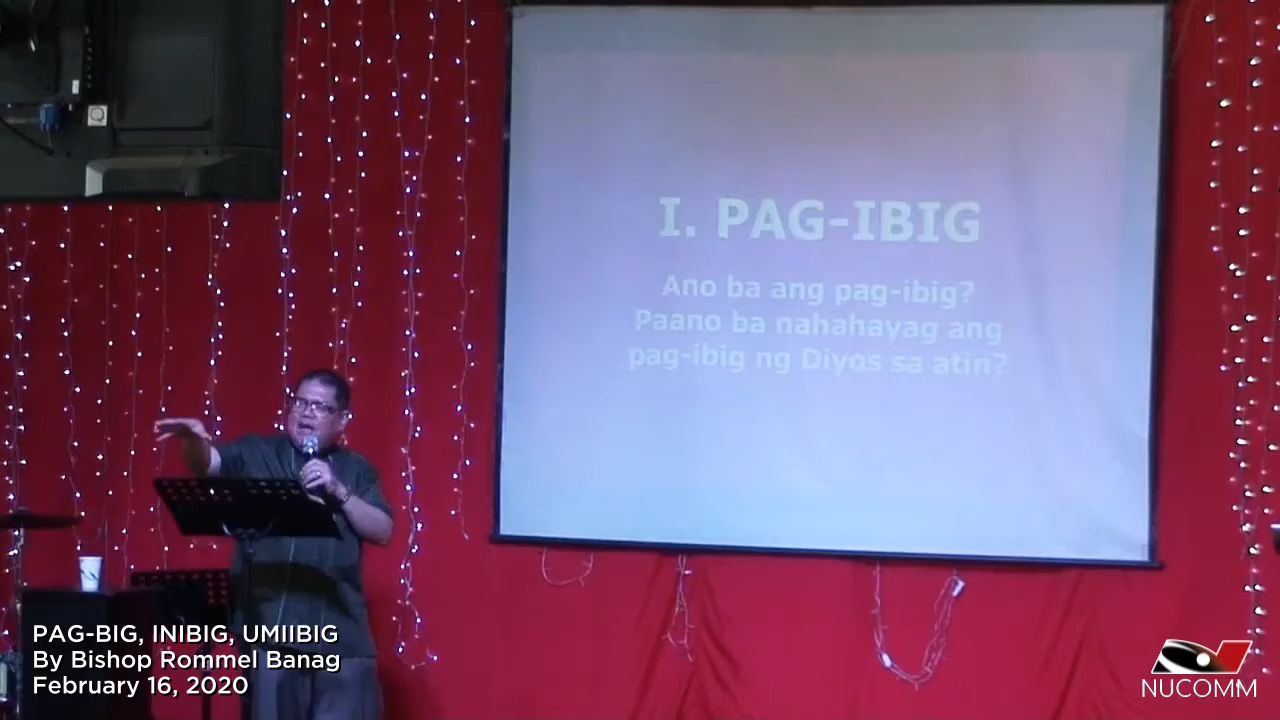 I. PAG-IBIG
Ano ba ang pag-ibig?
Paano ba nahahayag ang
pag-ibig ng Diyos sa atin?
PAG-BIG, INIBIG, UMIIBIG
By Bishop Rommel Banag
February 16, 2020
NUCOMM